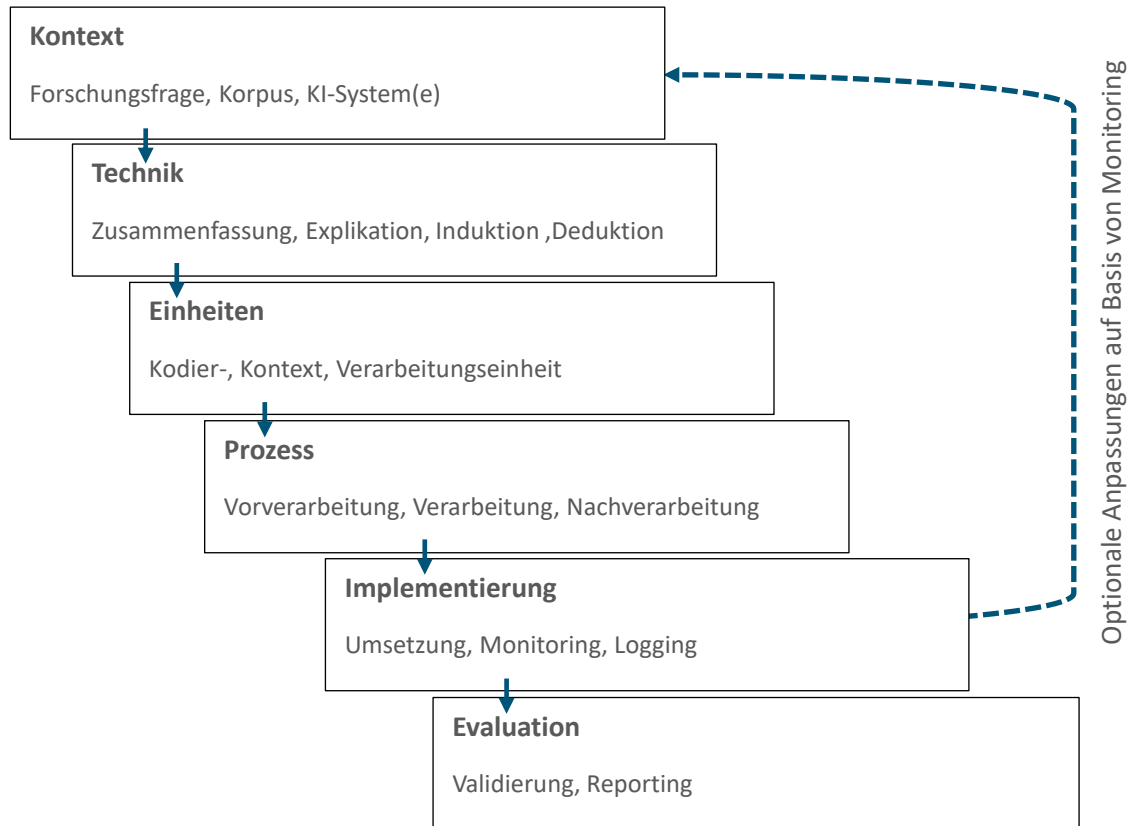 Kontext
Forschungsfrage, Korpus, KI-System(e)
Technik
Zusammenfassung, Explikation, Induktion ,Deduktion
Einheiten
Kodier-, Kontext, Verarbeitungseinheit
Prozess
Vorverarbeitung, Verarbeitung, Nachverarbeitung
Implementierung
Umsetzung, Monitoring, Logging
Evaluation
Validierung, Reporting
Optionale Anpassungen auf Basis von Monitoring